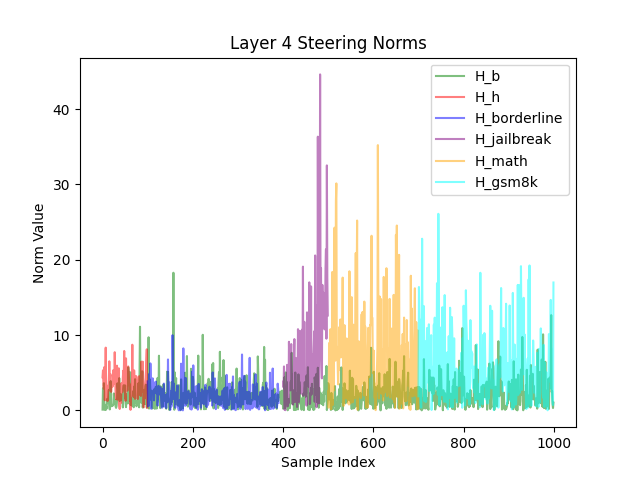 Layer 4 Steering Norms
H_b
H_h
H_borderline
H_jailbreak
H_math
H_gsm8k
Norm Value
40
30
20
10
0
0 200 400 600 800 1000
Sample Index